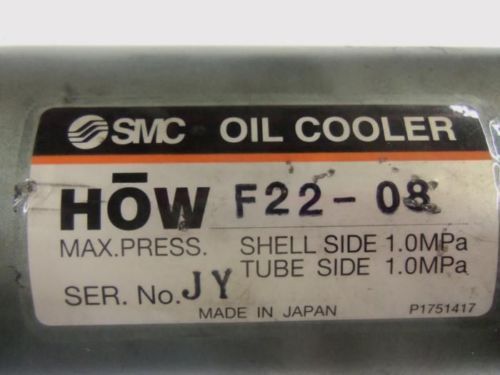 SMC OIL COOLER
HŌW F22-08
MAX.PRESS. SHELL SIDE 1.0MPa
TUBE SIDE 1.0MPa
SER. No. JY
MADE IN JAPAN P1751417